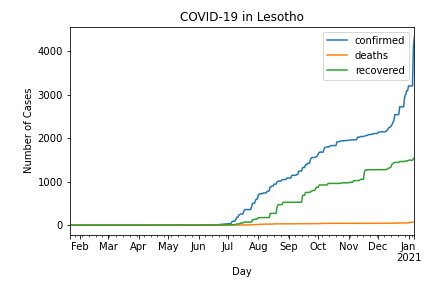 COVID-19 in Lesotho
confirmed
deaths
recovered
Number of Cases
4000
3000
2000
1000
0
Feb Mar Apr May Jun Jul Aug Sep Oct Nov Dec Jan
2021
Day